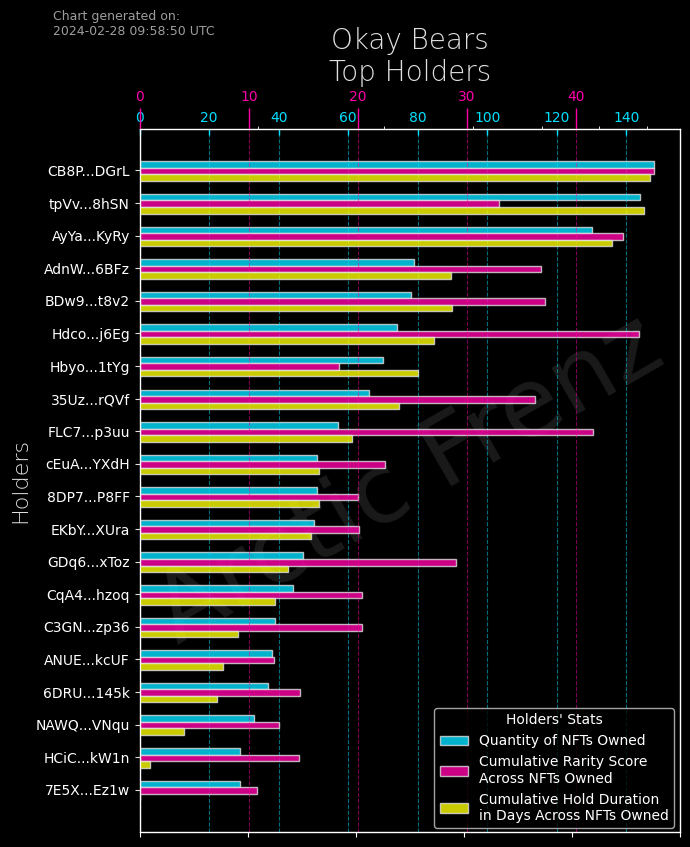 Chart generated on:
2024-02-28 09:58:50 UTC
Okay Bears
Top Holders
0 10 20 30 40
0 20 40 60 80 100 120 140
CB8P...DGrL
tpVv...8hSN
AyYa...KyRy
AdnW...6BFz
BDw9...t8v2
Hdco...j6Eg
Hbyo...1tYg
35Uz...rQVf
FLC7...p3uu
cEuA...YXdH
8DP7...P8FF
EKbY...XUra
GDq6...xToz
CqA4...hzoq
C3GN...zp36
ANUE...kcUF
6DRU...145k
NAWQ...VNqu
HCiC...kW1n
7E5X...Ez1w
Holders
Arctic Frenz
Holders' Stats
Quantity of NFTs Owned
Cumulative Rarity Score
Across NFTs Owned
Cumulative Hold Duration
in Days Across NFTs Owned